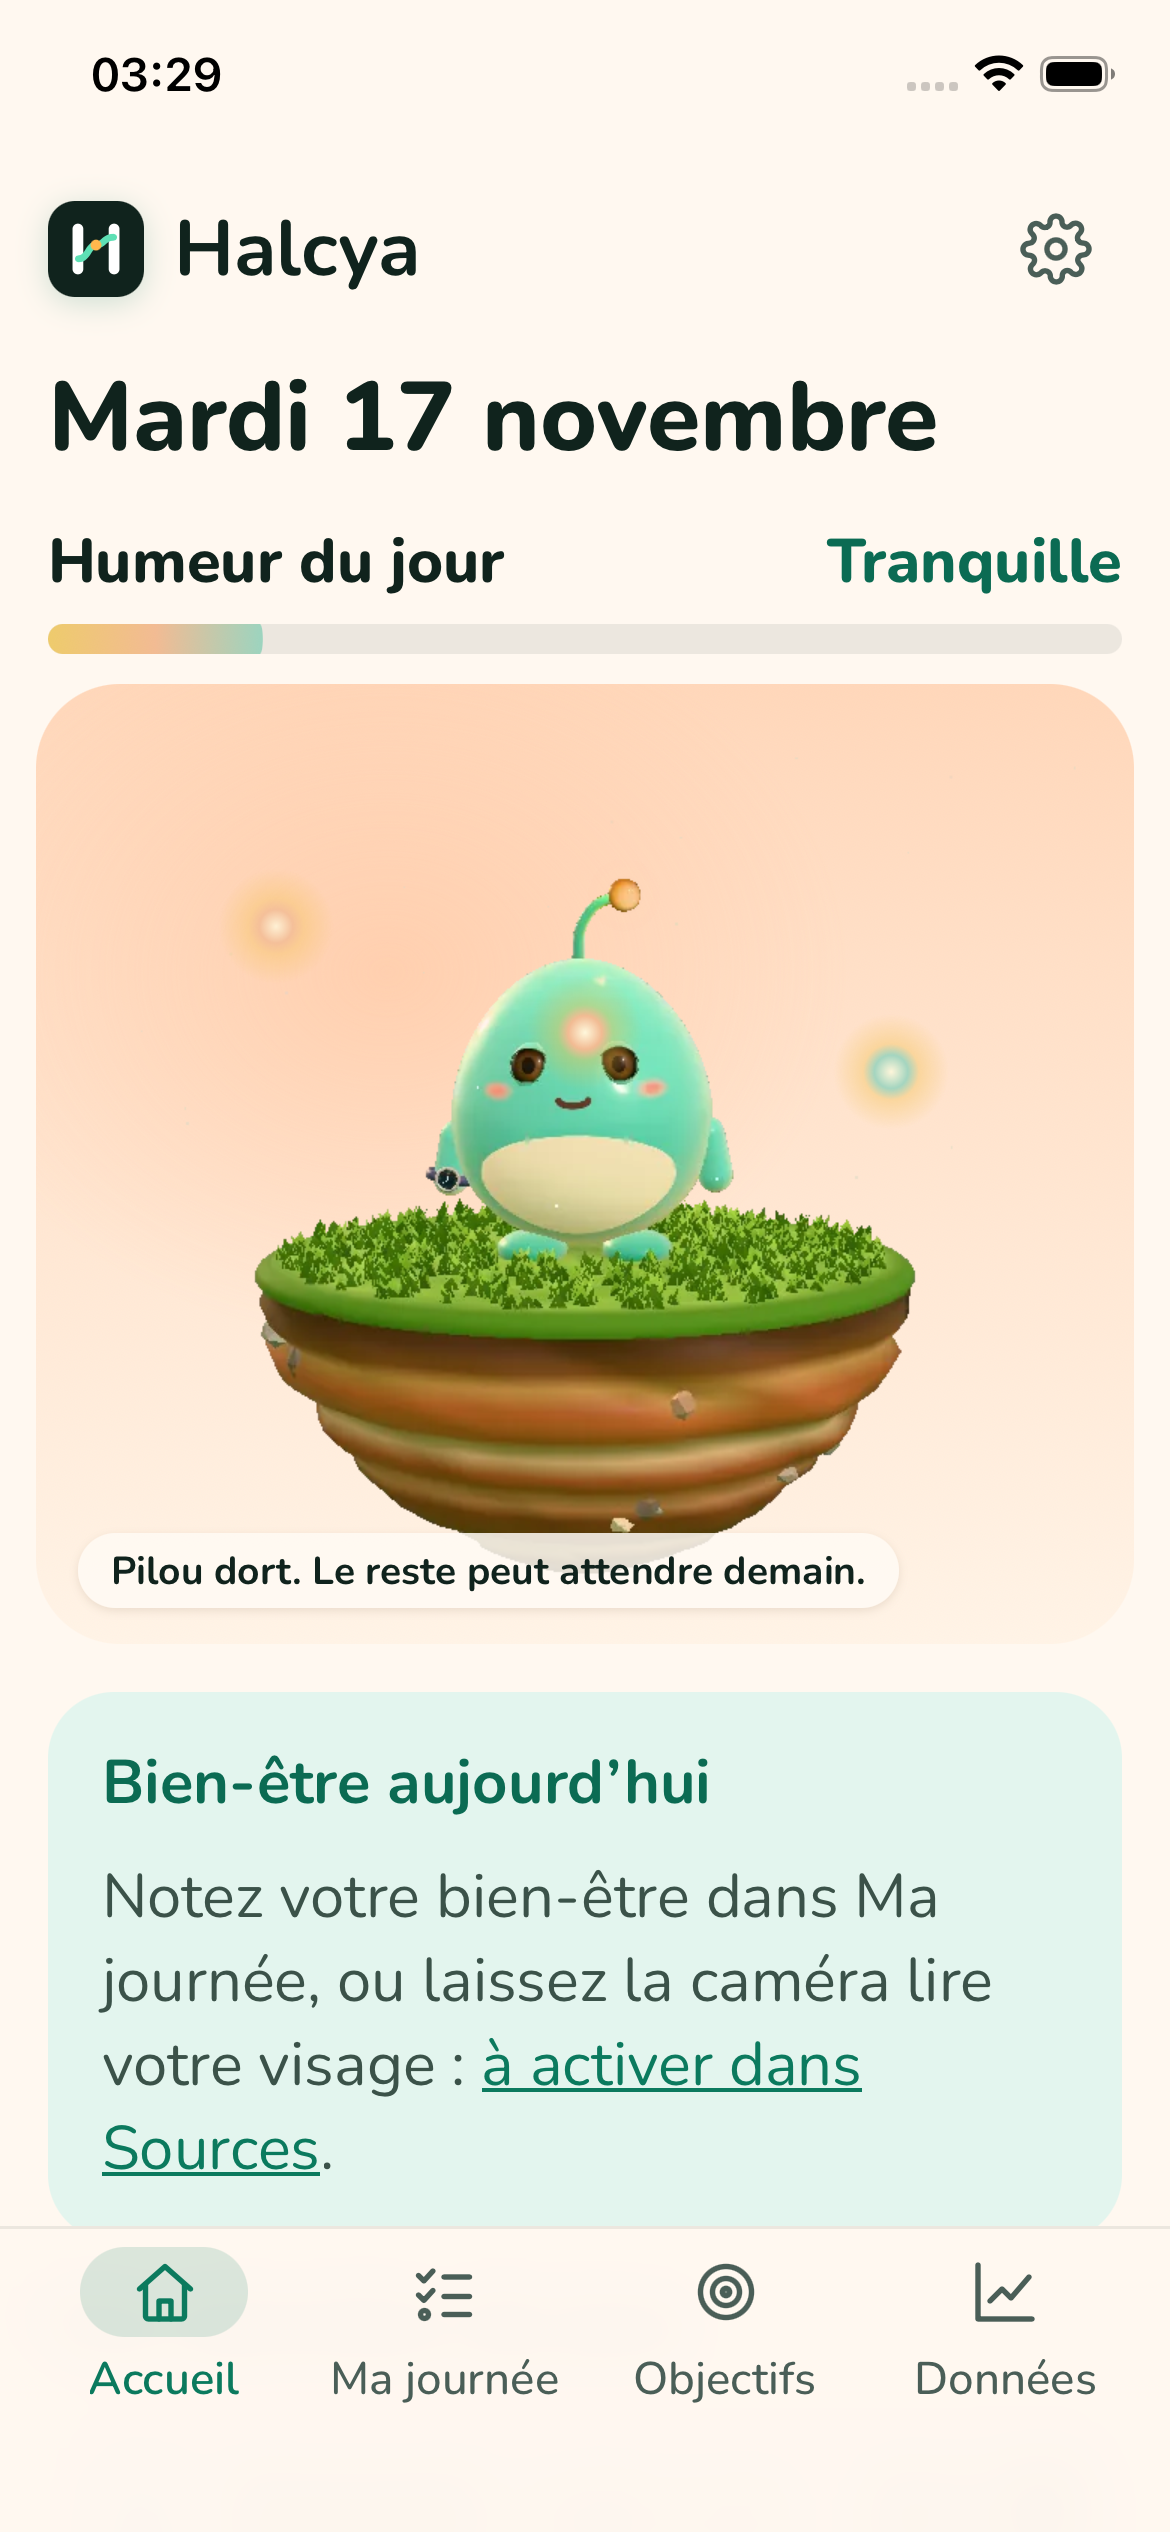 03:29
Halcya
Mardi 17 novembre
Humeur du jour
Tranquille
Pilou dort. Le reste peut attendre demain.
Bien-être aujourd’hui
Notez votre bien-être dans Ma
journée, ou laissez la caméra lire
votre visage : à activer dans
Sources.
Accueil
Ma journée
Objectifs
Données